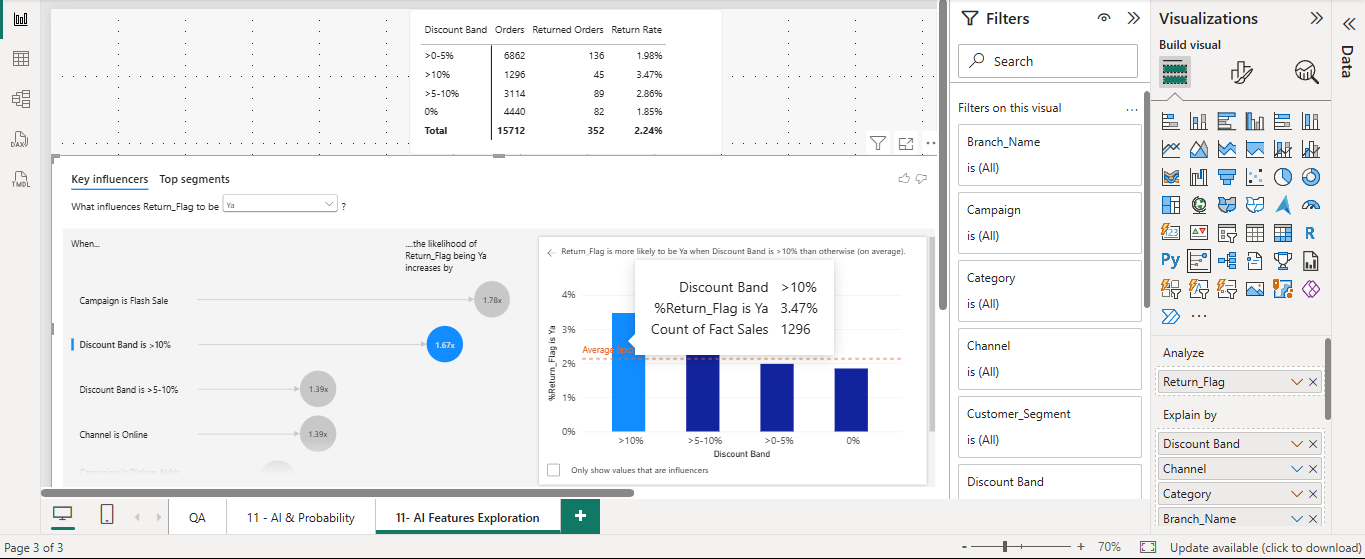 Discount Band Orders Returned Orders Return Rate
>0-5% 6862 136 1.98%
>10% 1296 45 3.47%
>5-10% 3114 89 2.86%
0% 4440 82 1.85%
Total 15712 352 2.24%
Key influencers Top segments
What influences Return_Flag to be Ya ?
When...
....the likelihood of
Return_Flag being Ya
increases by
Campaign is Flash Sale 1.78x
Discount Band is >10% 1.67x
Discount Band is >5-10% 1.39x
Channel is Online 1.39x
Return_Flag is more likely to be Ya when Discount Band is >10% than otherwise (on average).
Discount Band >10%
%Return_Flag is Ya 3.47%
Count of Fact Sales 1296
%Return_Flag is Ya
4%
3%
2%
1%
0%
Average
>10% >5-10% >0-5% 0%
Discount Band
Only show values that are influencers
Filters
Search
Filters on this visual ...
Branch_Name
is (All)
Campaign
is (All)
Category
is (All)
Channel
is (All)
Customer_Segment
is (All)
Discount Band
Visualizations
Build visual
R
Py
123
...
Analyze
Return_Flag
Explain by
Discount Band
Channel
Category
Branch_Name
Data
DAX
TMDL
QA
11 - AI & Probability
11- AI Features Exploration
+
Page 3 of 3
- + 70%
Update available (click to download)